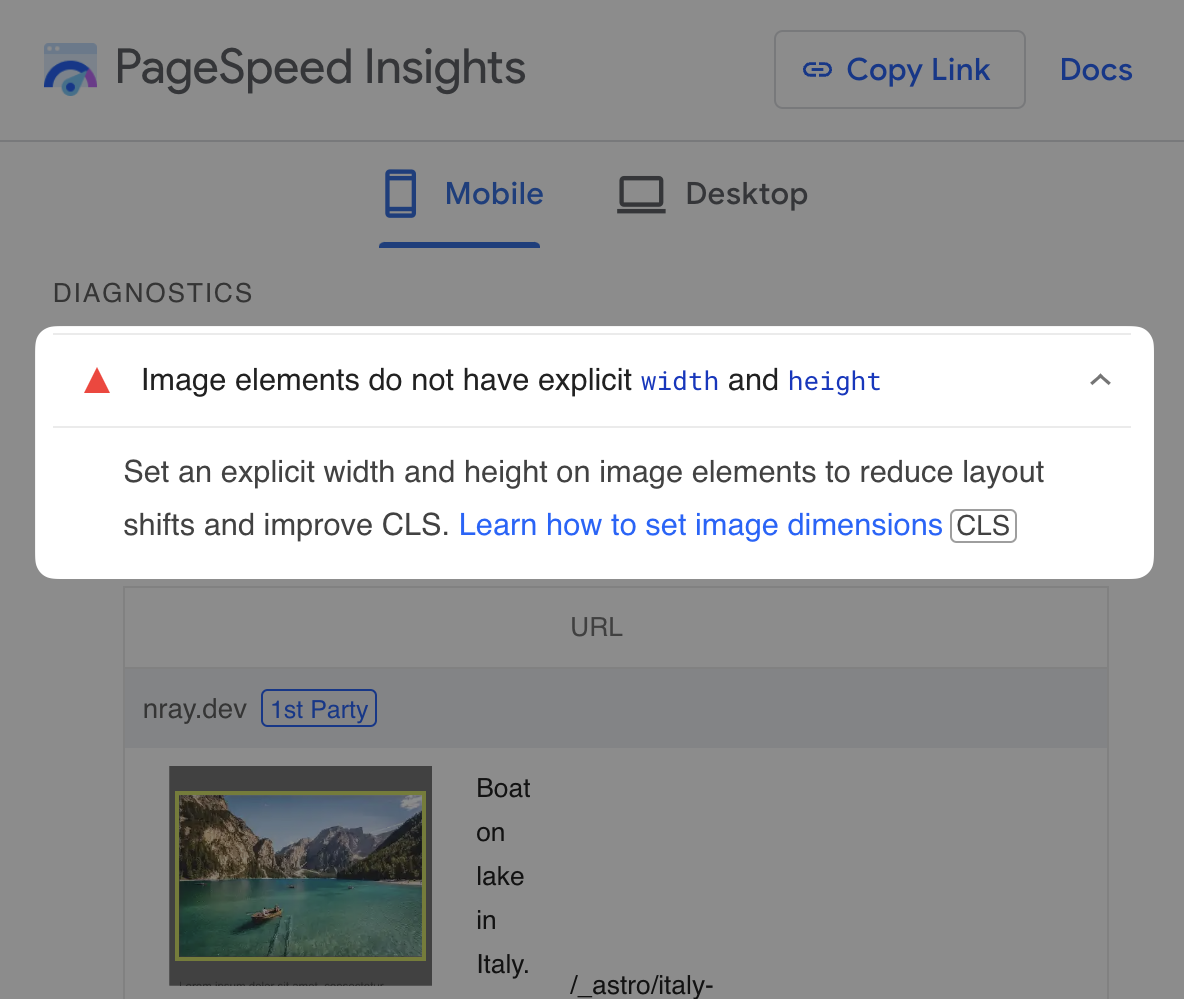 PageSpeed Insights
Copy Link
Docs
Mobile
Desktop
DIAGNOSTICS
Image elements do not have explicit width and height
Set an explicit width and height on image elements to reduce layout
shifts and improve CLS. Learn how to set image dimensions CLS
URL
nray.dev 1st Party
Boat
on
lake
in
Italy.
/_astro/italy-